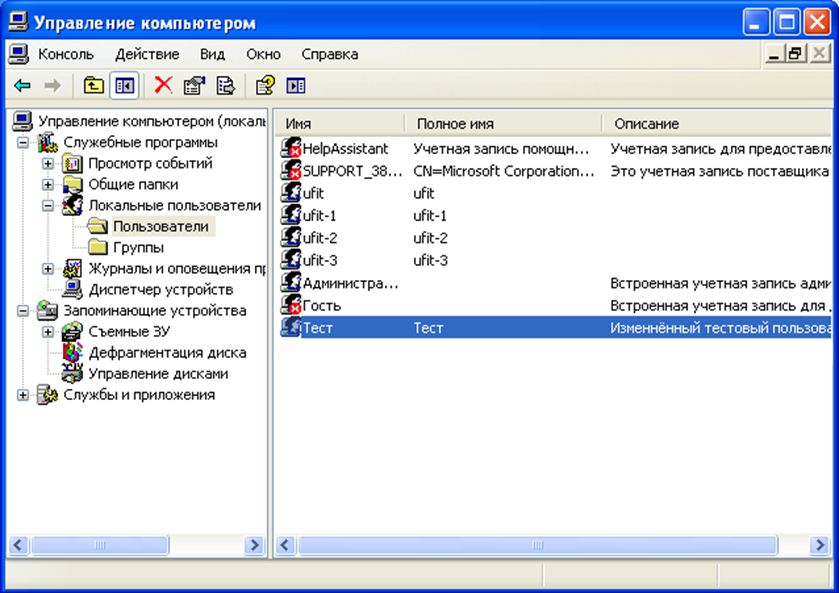 Управление компьютером
Консоль Действие Вид Окно Справка
Управление компьютером (локаль
Служебные программы
Просмотр событий
Общие папки
Локальные пользователи
Пользователи
Группы
Журналы и оповещения пр
Диспетчер устройств
Запоминающие устройства
Съемные ЗУ
Дефрагментация диска
Управление дисками
Службы и приложения
Имя Полное имя Описание
HelpAssistant Учетная запись помощн... Учетная запись для предоставле
SUPPORT_38... CN=Microsoft Corporation... Это учетная запись поставщика
ufit ufit
ufit-1 ufit-1
ufit-2 ufit-2
ufit-3 ufit-3
Администра... Встроенная учетная запись адми
Гость Встроенная учетная запись для
Тест Тест Изменнённый тестовый пользова